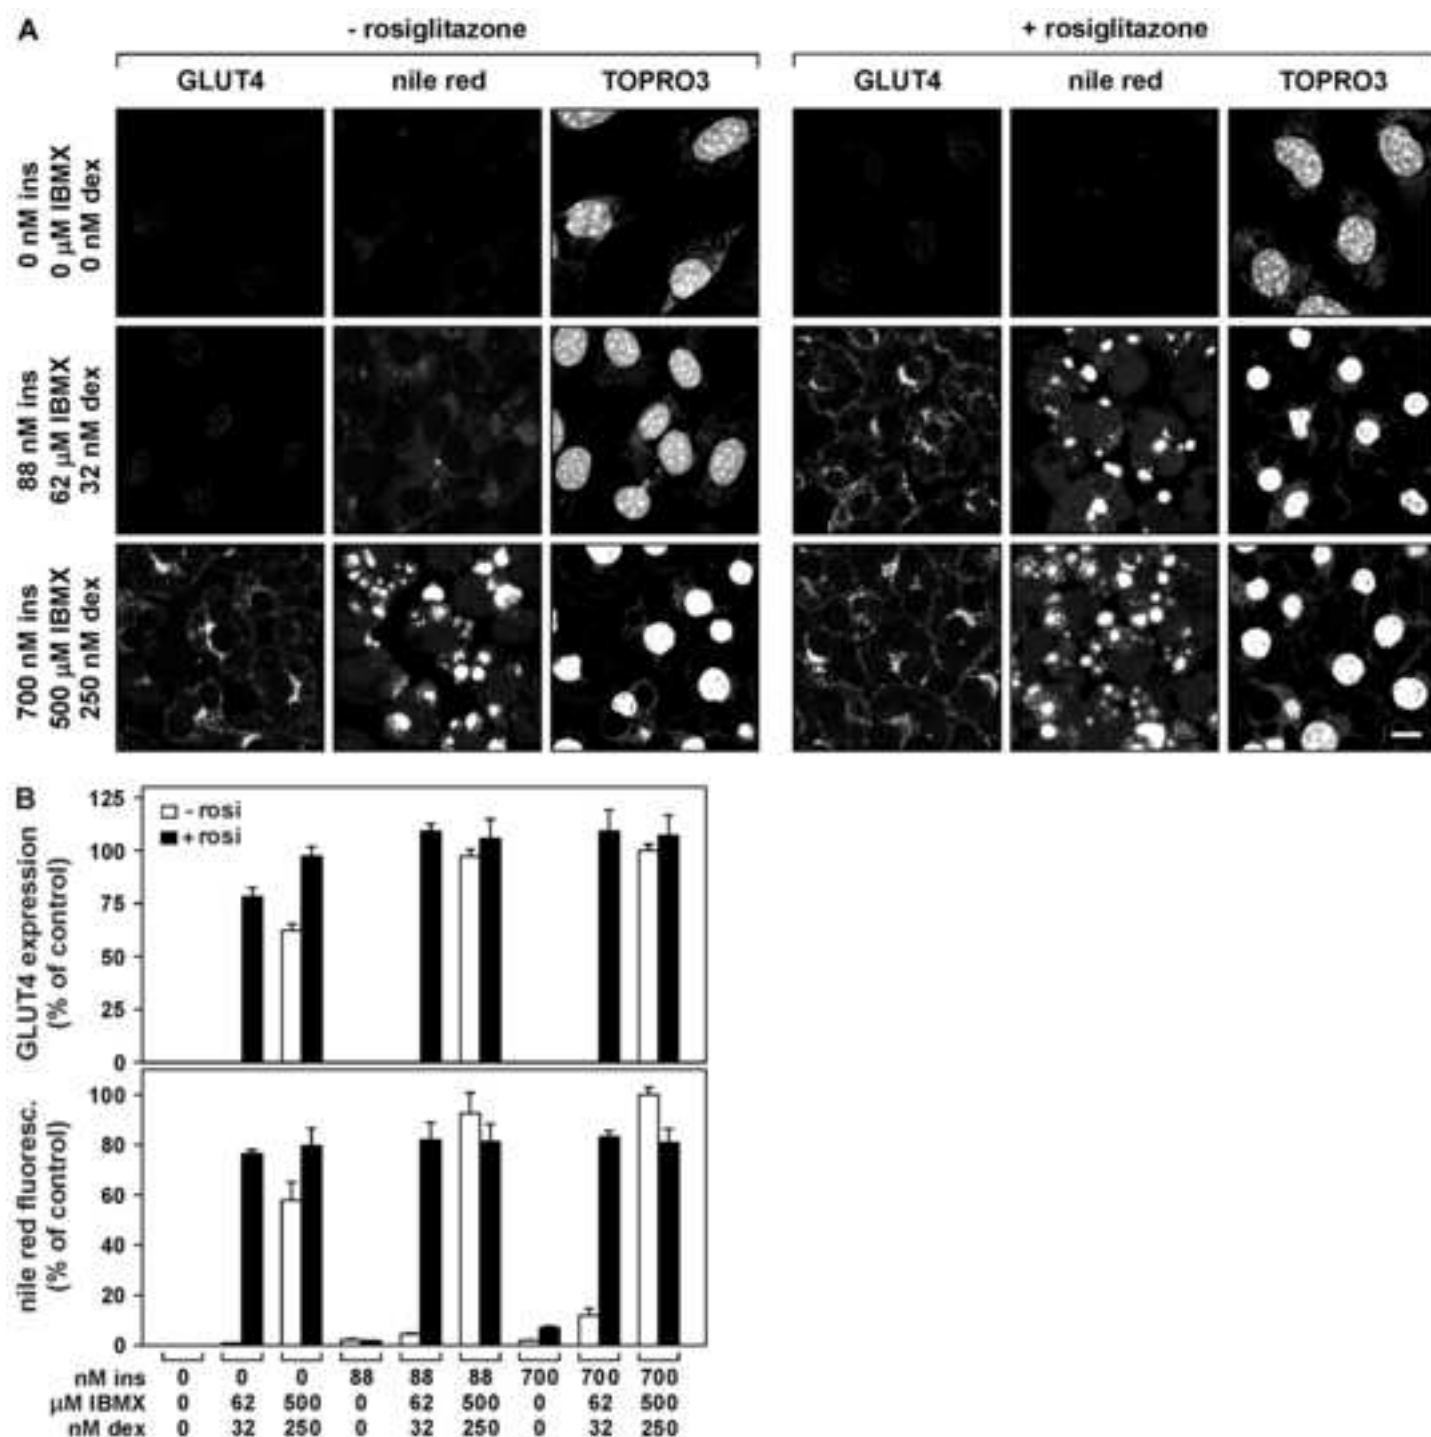 A
- rosiglitazone
+ rosiglitazone
GLUT4 nile red TOPRO3 GLUT4 nile red TOPRO3
0 nM ins
0 µM IBMX
0 nM dex
88 nM ins
62 µM IBMX
32 nM dex
700 nM ins
500 µM IBMX
250 nM dex
B
- rosi
+ rosi
GLUT4 expression
(% of control)
125
100
75
50
25
0
nile red fluoresc.
(% of control)
100
80
60
40
20
0
nM ins 0 0 0 88 88 88 700 700 700
µM IBMX 0 62 500 0 62 500 0 62 500
nM dex 0 32 250 0 32 250 0 32 250